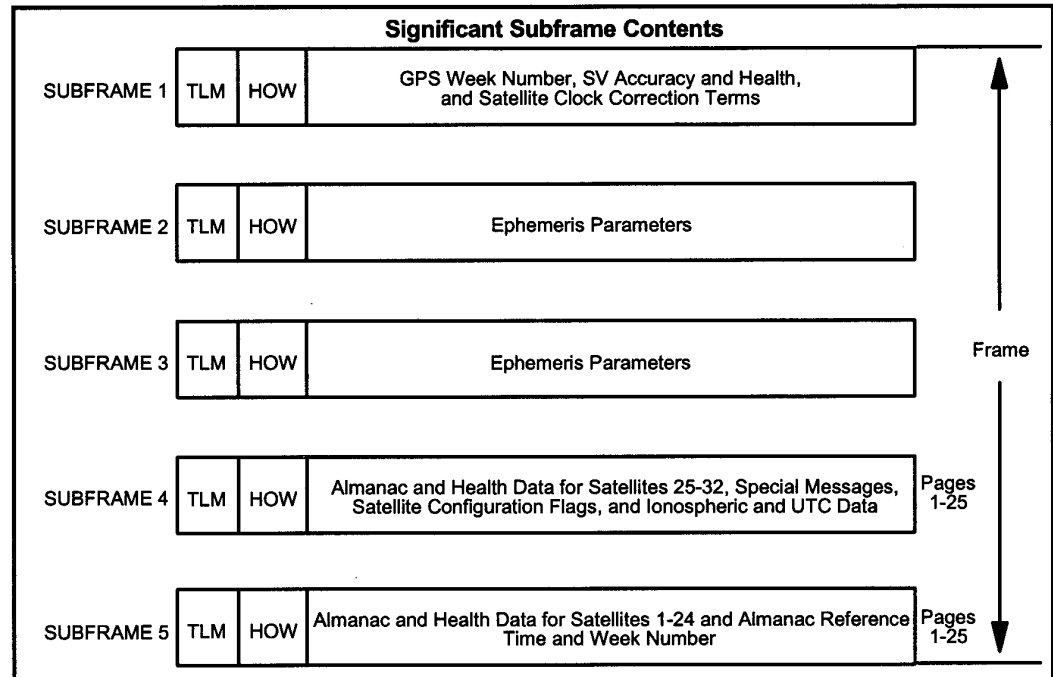 Significant Subframe Contents
SUBFRAME 1 TLM HOW GPS Week Number, SV Accuracy and Health,
and Satellite Clock Correction Terms
SUBFRAME 2 TLM HOW Ephemeris Parameters
SUBFRAME 3 TLM HOW Ephemeris Parameters
Frame
SUBFRAME 4 TLM HOW Almanac and Health Data for Satellites 25-32, Special Messages,
Satellite Configuration Flags, and Ionospheric and UTC Data
Pages
1-25
SUBFRAME 5 TLM HOW Almanac and Health Data for Satellites 1-24 and Almanac Reference
Time and Week Number
Pages
1-25